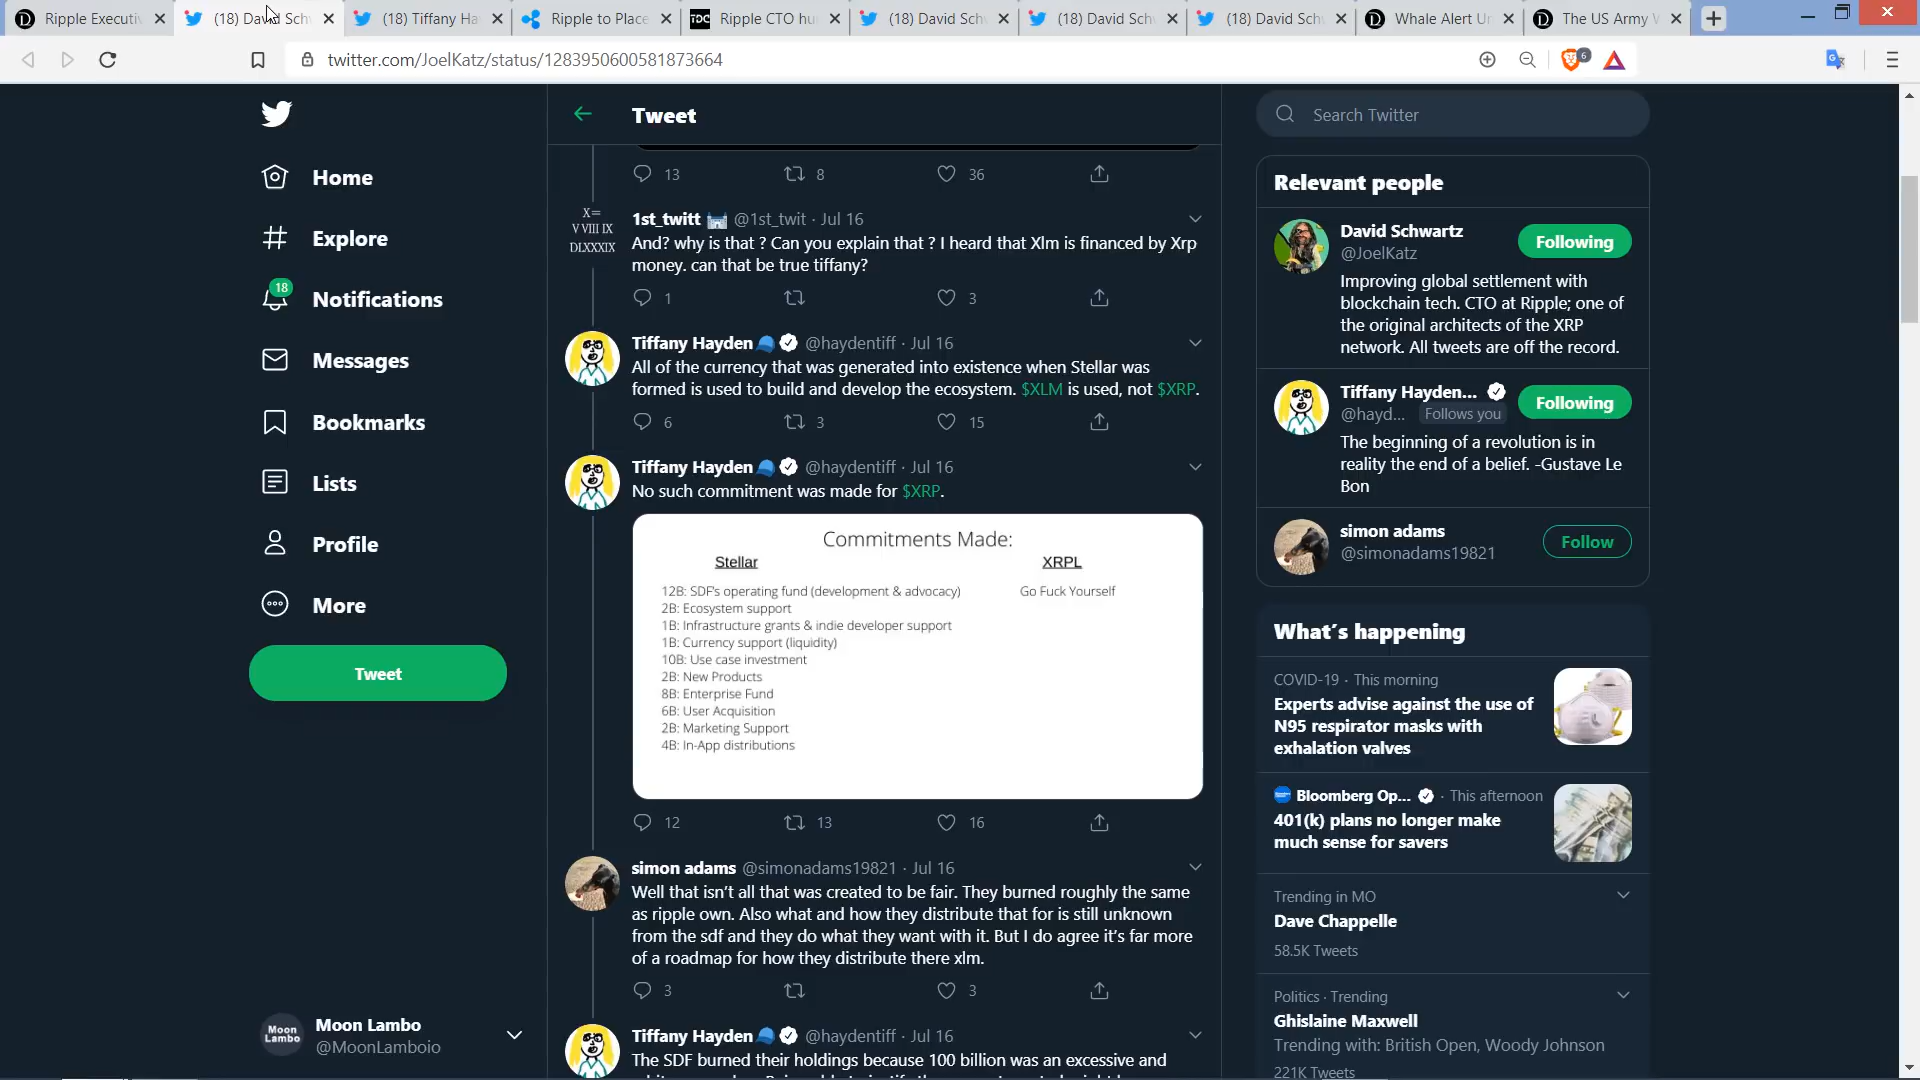 Ripple Executiv
(18) David Sch
(18) Tiffany Ha
Ripple to Place
Ripple CTO hu
(18) David Sch
(18) David Sch
(18) David Sch
Whale Alert Un
The US Army W
twitter.com/JoelKatz/status/1283950600581873664
6
Home
Explore
18
Notifications
Messages
Bookmarks
Lists
Profile
More
Tweet
Moon Lambo
Moon Lambo
@MoonLamboio
Tweet
13 8 36
X=
V VIII IX
DLXXXIX
1st_twitt @1st_twit · Jul 16
And? why is that ? Can you explain that ? I heard that Xlm is financed by Xrp
money. can that be true tiffany?
1 3
Tiffany Hayden @haydentiff · Jul 16
All of the currency that was generated into existence when Stellar was
formed is used to build and develop the ecosystem. $XLM is used, not $XRP.
6 3 15
Tiffany Hayden @haydentiff · Jul 16
No such commitment was made for $XRP.
Commitments Made:
Stellar
12B: SDF's operating fund (development & advocacy)
2B: Ecosystem support
1B: Infrastructure grants & indie developer support
1B: Currency support (liquidity)
10B: Use case investment
2B: New Products
8B: Enterprise Fund
6B: User Acquisition
2B: Marketing Support
4B: In-App distributions
XRPL
Go Fuck Yourself
12 13 16
simon adams @simonadams19821 · Jul 16
Well that isn't all that was created to be fair. They burned roughly the same
as ripple own. Also what and how they distribute that for is still unknown
from the sdf and they do what they want with it. But I do agree it's far more
of a roadmap for how they distribute there xlm.
3 3
Tiffany Hayden @haydentiff · Jul 16
The SDF burned their holdings because 100 billion was an excessive and
Search Twitter
Relevant people
David Schwartz
@JoelKatz
Following
Improving global settlement with
blockchain tech. CTO at Ripple; one of
the original architects of the XRP
network. All tweets are off the record.
Tiffany Hayden...
@hayd... Follows you
Following
The beginning of a revolution is in
reality the end of a belief. -Gustave Le
Bon
simon adams
@simonadams19821
Follow
What's happening
COVID-19 · This morning
Experts advise against the use of
N95 respirator masks with
exhalation valves
Bloomberg Op... · This afternoon
401(k) plans no longer make
much sense for savers
Trending in MO
Dave Chappelle
58.5K Tweets
Politics · Trending
Ghislaine Maxwell
Trending with: British Open, Woody Johnson
221K Tweets